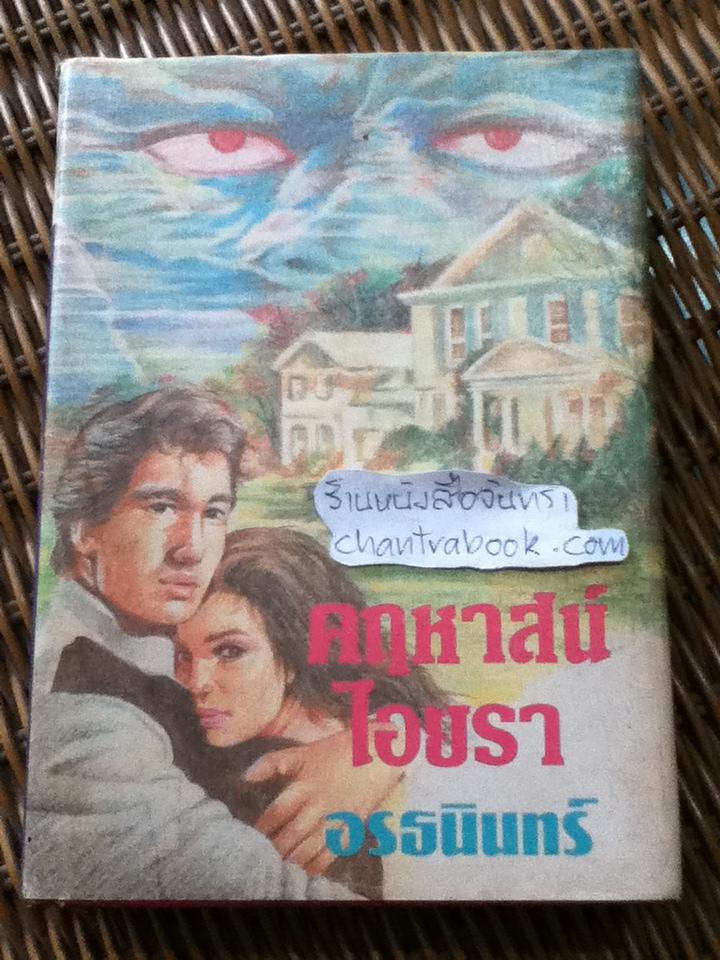 ร้านหนังสือจันทรา
chantrabook.com
คฤหาสน์
ไอยรา
อรธนินทร์